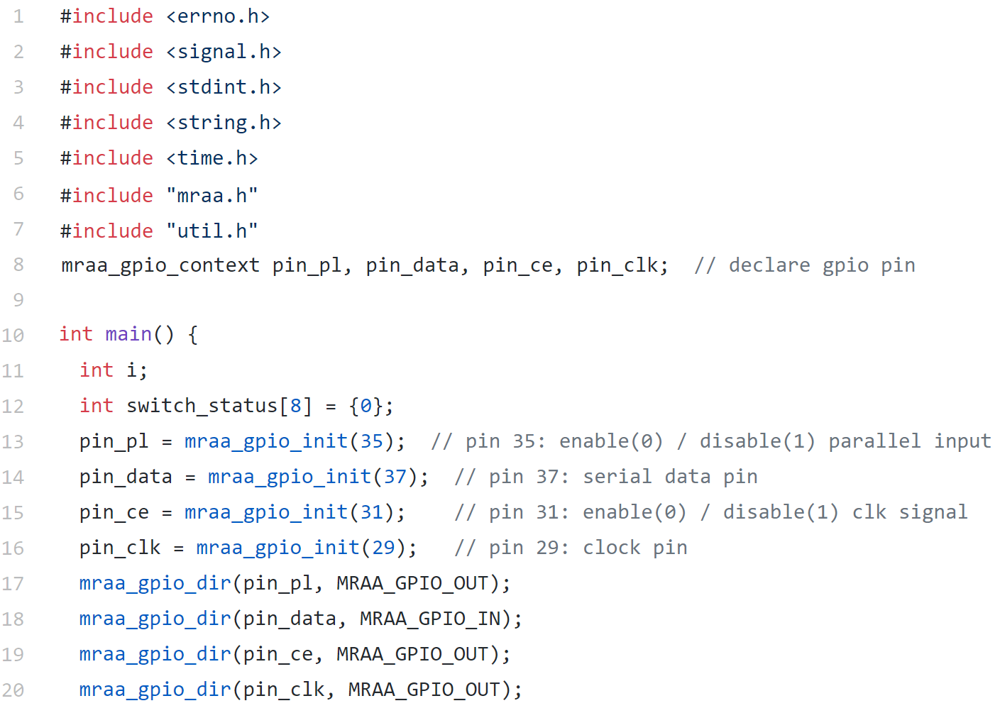 1 #include <errno.h>
2 #include <signal.h>
3 #include <stdint.h>
4 #include <string.h>
5 #include <time.h>
6 #include "mraa.h"
7 #include "util.h"
8 mraa_gpio_context pin_pl, pin_data, pin_ce, pin_clk;  // declare gpio pin
9
10 int main() {
11   int i;
12   int switch_status[8] = {0};
13   pin_pl = mraa_gpio_init(35);  // pin 35: enable(0) / disable(1) parallel input
14   pin_data = mraa_gpio_init(37);  // pin 37: serial data pin
15   pin_ce = mraa_gpio_init(31);    // pin 31: enable(0) / disable(1) clk signal
16   pin_clk = mraa_gpio_init(29);   // pin 29: clock pin
17   mraa_gpio_dir(pin_pl, MRAA_GPIO_OUT);
18   mraa_gpio_dir(pin_data, MRAA_GPIO_IN);
19   mraa_gpio_dir(pin_ce, MRAA_GPIO_OUT);
20   mraa_gpio_dir(pin_clk, MRAA_GPIO_OUT);